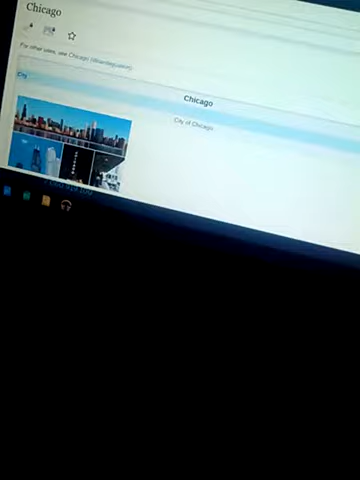 Chicago
For other uses, see Chicago (disambiguation).
City
Chicago
City of Chicago